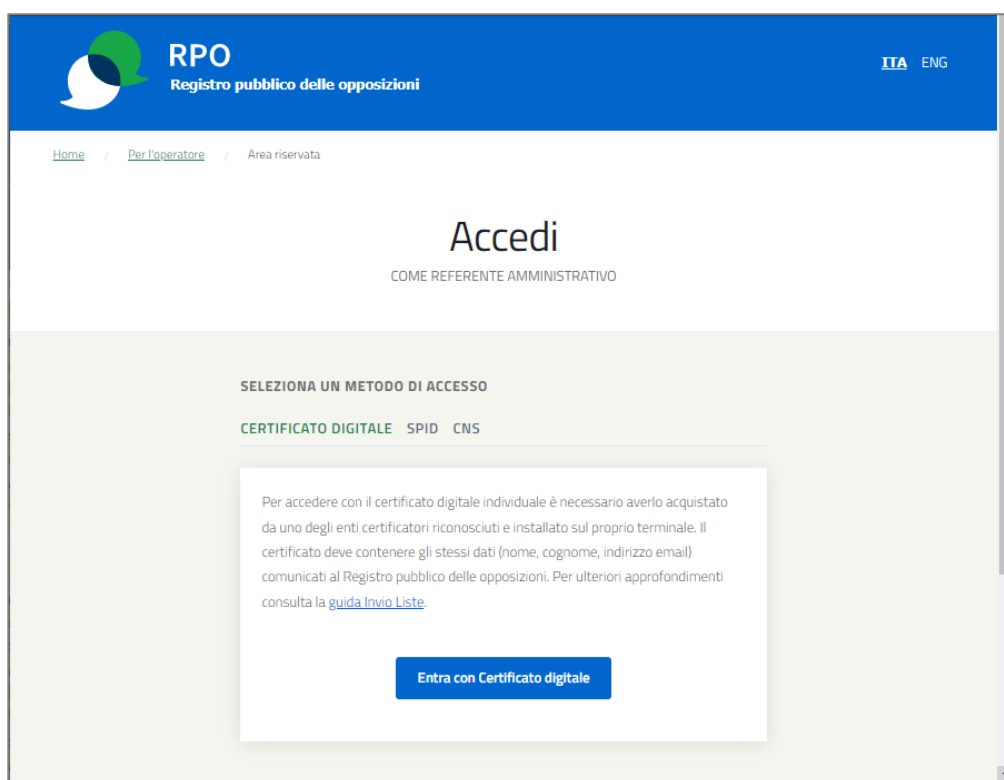 RPO
Registro pubblico delle opposizioni
ITA ENG
Home / Per l'operatore / Area riservata
Accedi
COME REFERENTE AMMINISTRATIVO
SELEZIONA UN METODO DI ACCESSO
CERTIFICATO DIGITALE SPID CNS
Per accedere con il certificato digitale individuale è necessario averlo acquistato
da uno degli enti certificatori riconosciuti e installato sul proprio terminale. Il
certificato deve contenere gli stessi dati (nome, cognome, indirizzo email)
comunicati al Registro pubblico delle opposizioni. Per ulteriori approfondimenti
consulta la guida Invio Liste.
Entra con Certificato digitale